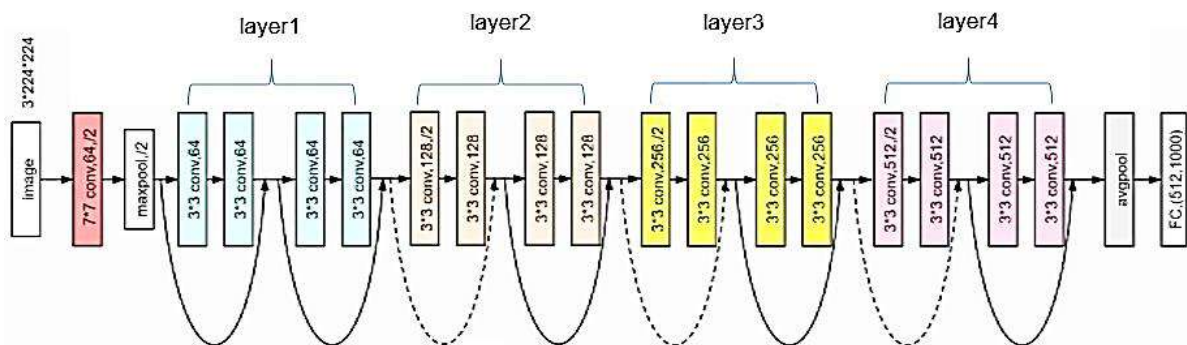 layer1
layer2
layer3
layer4
3*224*224
image
7*7 conv,64,/2
maxpool,/2
3*3 conv,64
3*3 conv,64
3*3 conv,64
3*3 conv,64
3*3 conv,128,/2
3*3 conv,128
3*3 conv,128
3*3 conv,128
3*3 conv,256,/2
3*3 conv,256
3*3 conv,256
3*3 conv,256
3*3 conv,512,/2
3*3 conv,512
3*3 conv,512
3*3 conv,512
avgpool
FC,(512,1000)